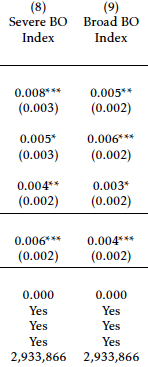 (8) (9)
Severe BO Broad BO
Index Index
0.008*** 0.005**
(0.003) (0.002)
0.005* 0.006***
(0.003) (0.002)
0.004** 0.003*
(0.002) (0.002)
0.006*** 0.004***
(0.002) (0.002)
0.000 0.000
Yes Yes
Yes Yes
Yes Yes
2,933,866 2,933,866